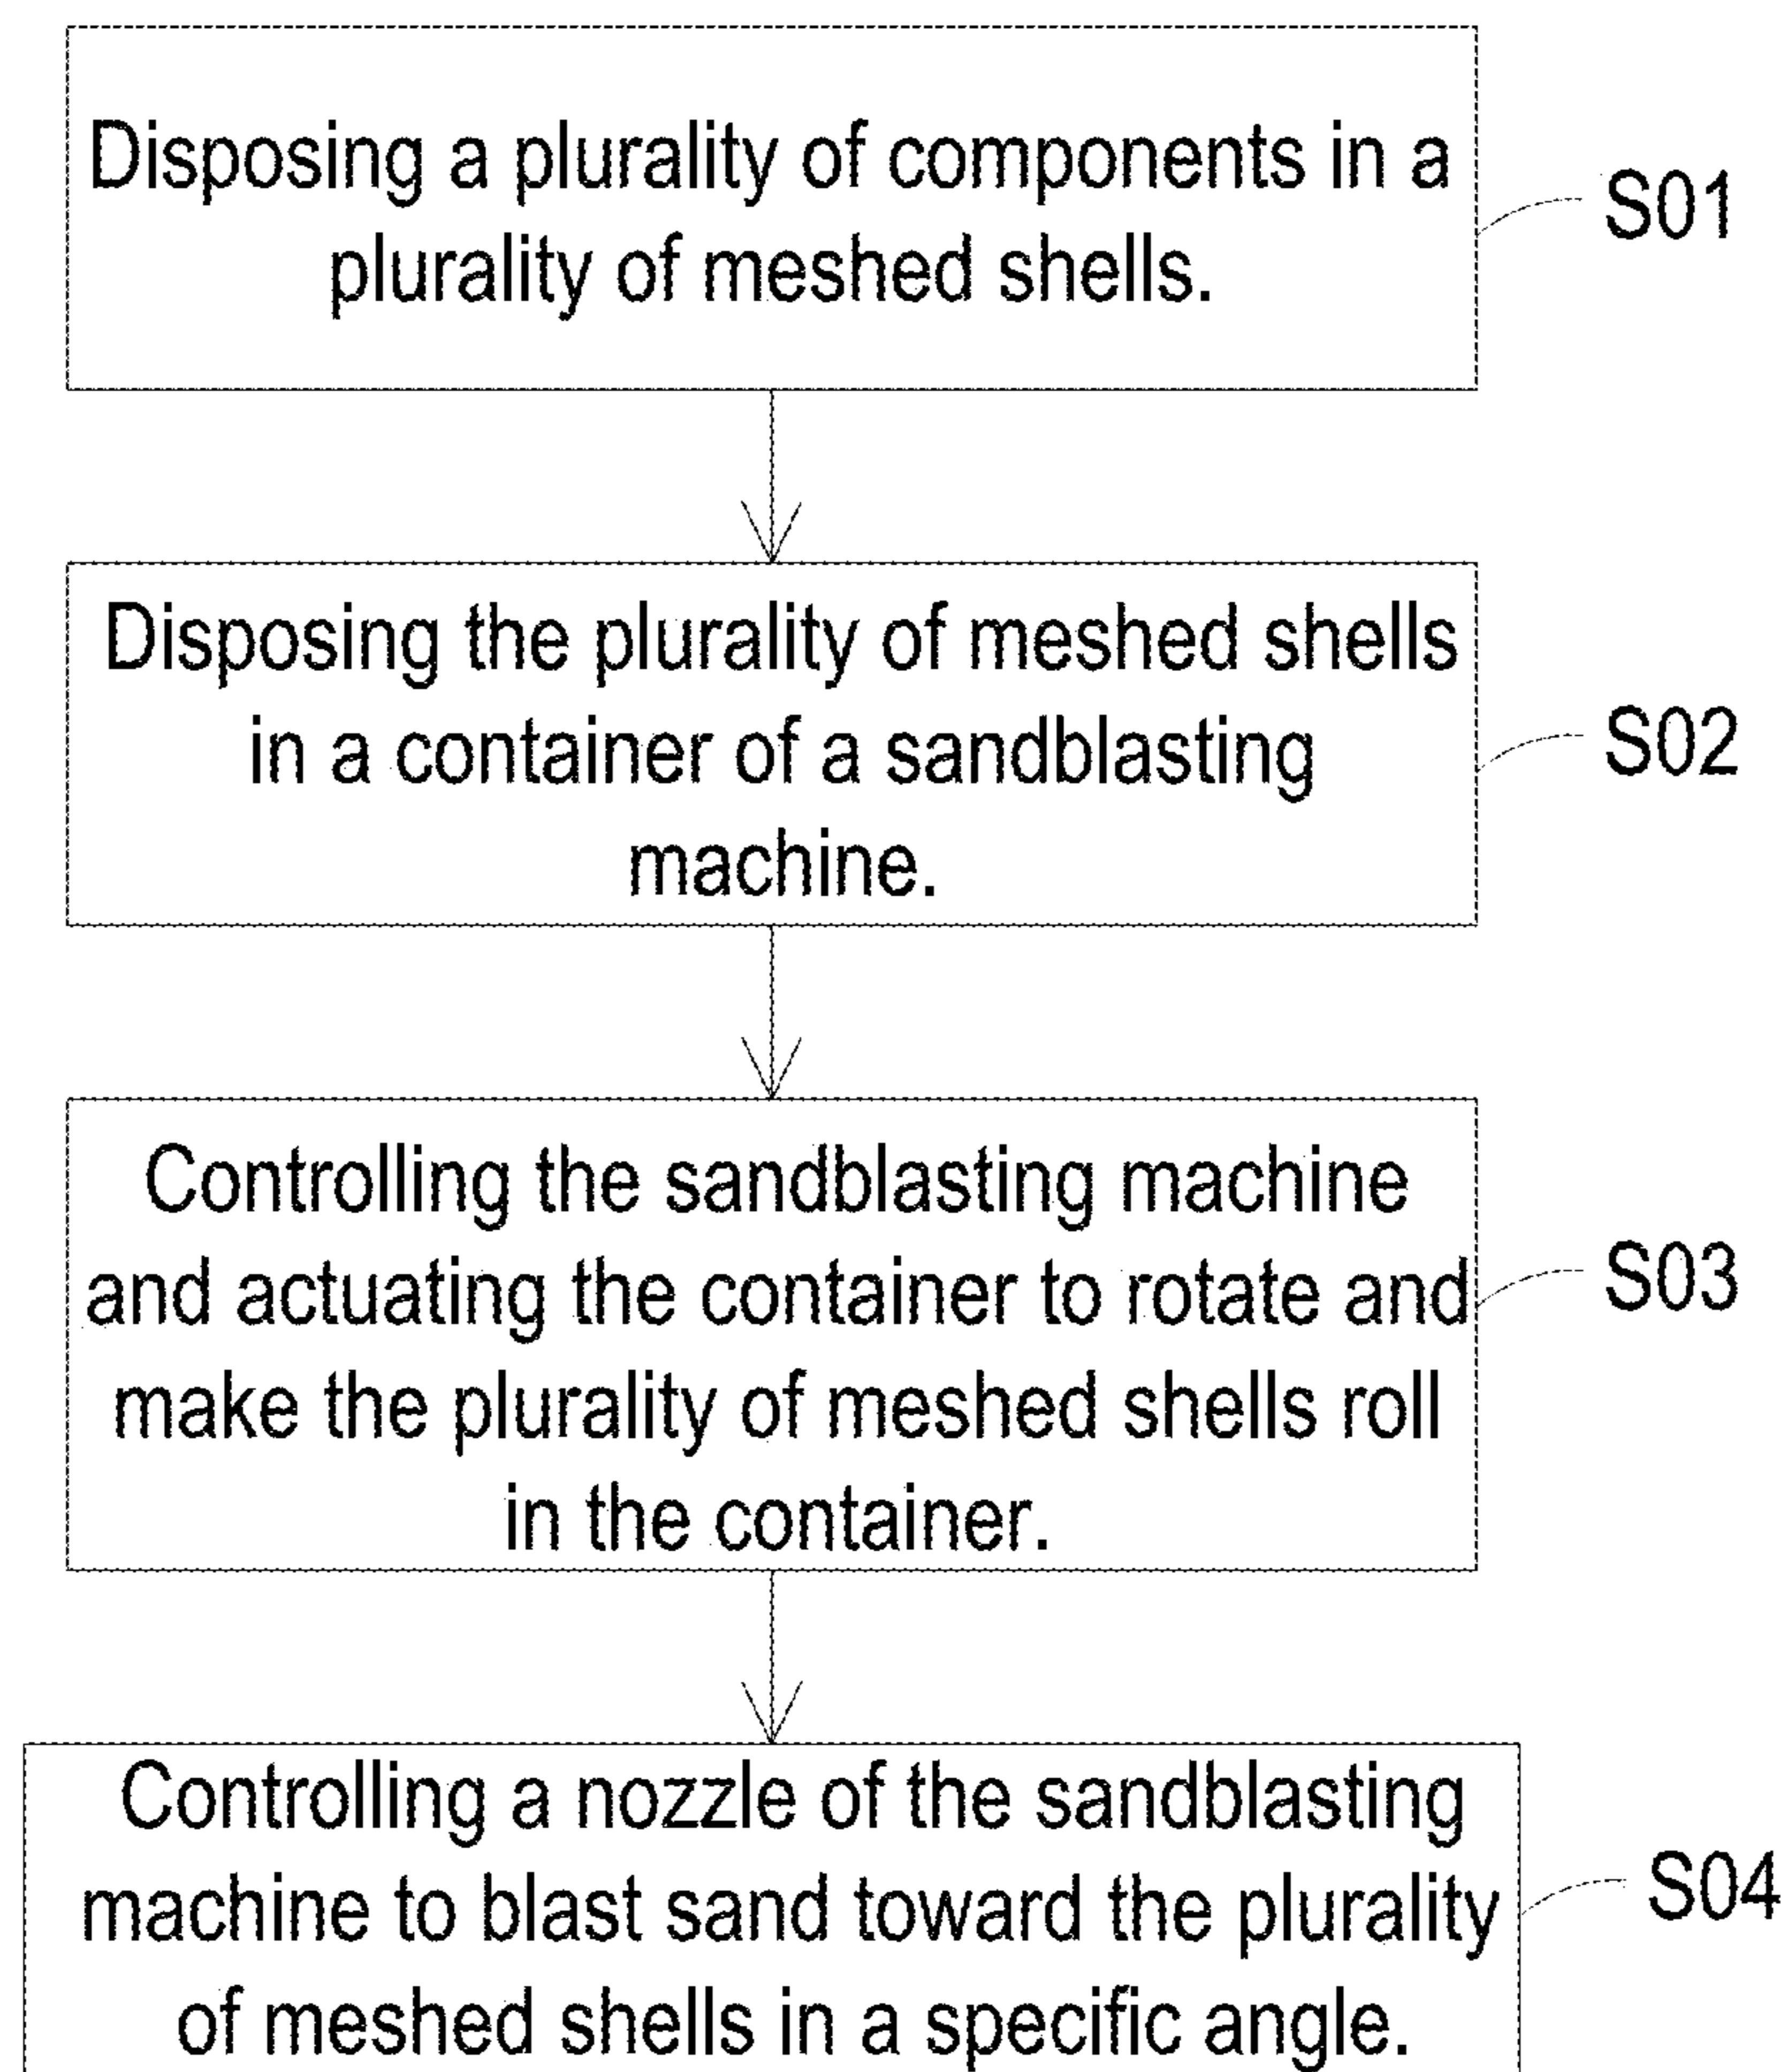 Disposing a plurality of components in a
plurality of meshed shells.
S01
Disposing the plurality of meshed shells
in a container of a sandblasting
machine.
S02
Controlling the sandblasting machine
and actuating the container to rotate and
make the plurality of meshed shells roll
in the container.
S03
Controlling a nozzle of the sandblasting
machine to blast sand toward the plurality
of meshed shells in a specific angle.
S04